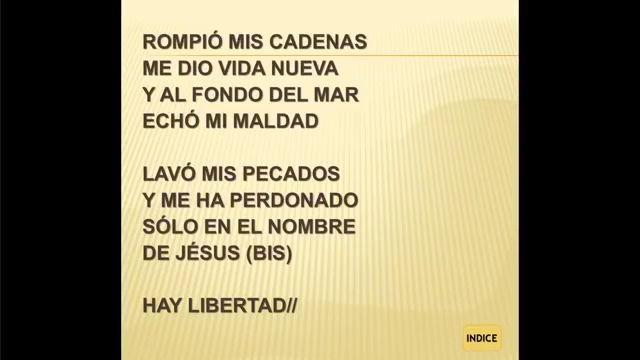 ROMPIÓ MIS CADENAS
ME DIO VIDA NUEVA
Y AL FONDO DEL MAR
ECHÓ MI MALDAD
LAVÓ MIS PECADOS
Y ME HA PERDONADO
SÓLO EN EL NOMBRE
DE JÉSUS (BIS)
HAY LIBERTAD//
INDICE